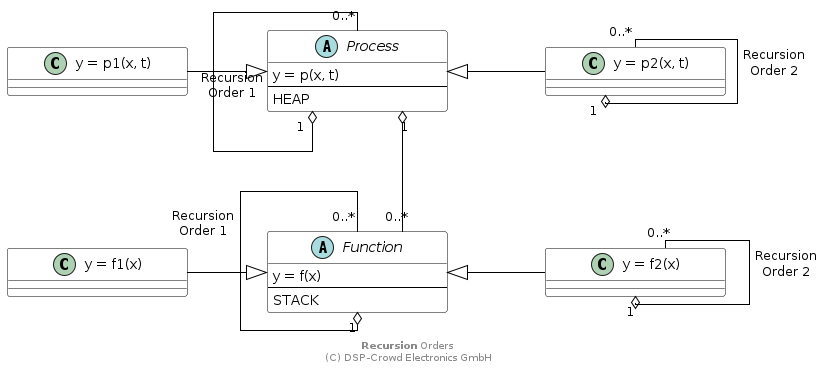 0..*
A Process
C y = p1(x, t)
y = p(x, t)
HEAP
Recursion
Order 1
1
1
0..*
C y = p2(x, t)
Recursion
Order 2
1
Recursion
Order 1
0..*
0..*
A Function
C y = f1(x)
y = f(x)
STACK
1
0..*
C y = f2(x)
Recursion
Order 2
1
Recursion Orders
(C) DSP-Crowd Electronics GmbH